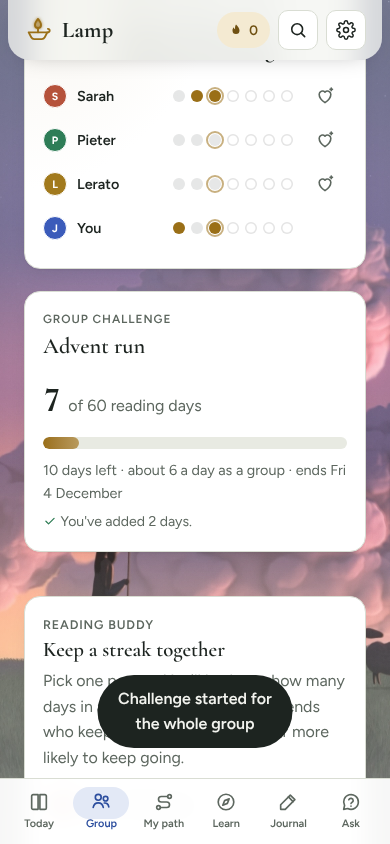 Lamp
0
S Sarah
P Pieter
L Lerato
J You
GROUP CHALLENGE
Advent run
7 of 60 reading days
10 days left · about 6 a day as a group · ends Fri
4 December
✓ You've added 2 days.
READING BUDDY
Keep a streak together
Pick one how many
days in ends
who keep more
likely to keep going.
Challenge started for
the whole group
Today
Group
My path
Learn
Journal
Ask